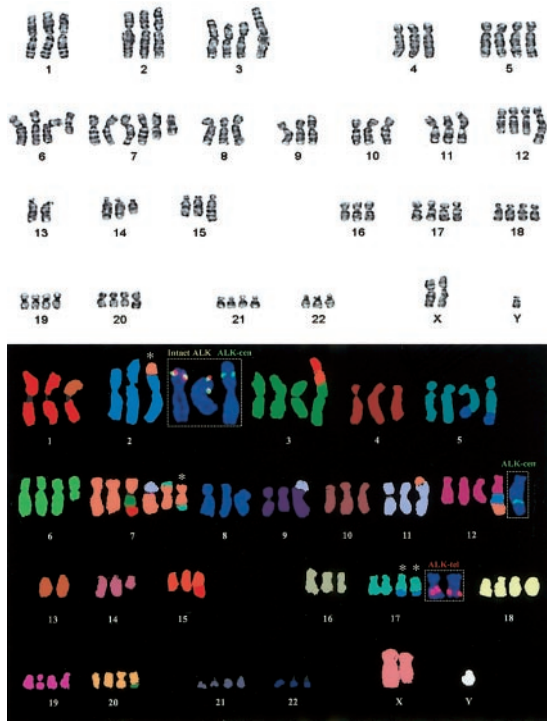 1 2 3 4 5
6 7 8 9 10 11 12
13 14 15 16 17 18
19 20 21 22 X Y
Intact ALK ALK-cen
* 
1 2 3 4 5
ALK-cen
*
6 7 8 9 10 11 12
ALK-tel
* *
13 14 15 16 17 18
19 20 21 22 X Y